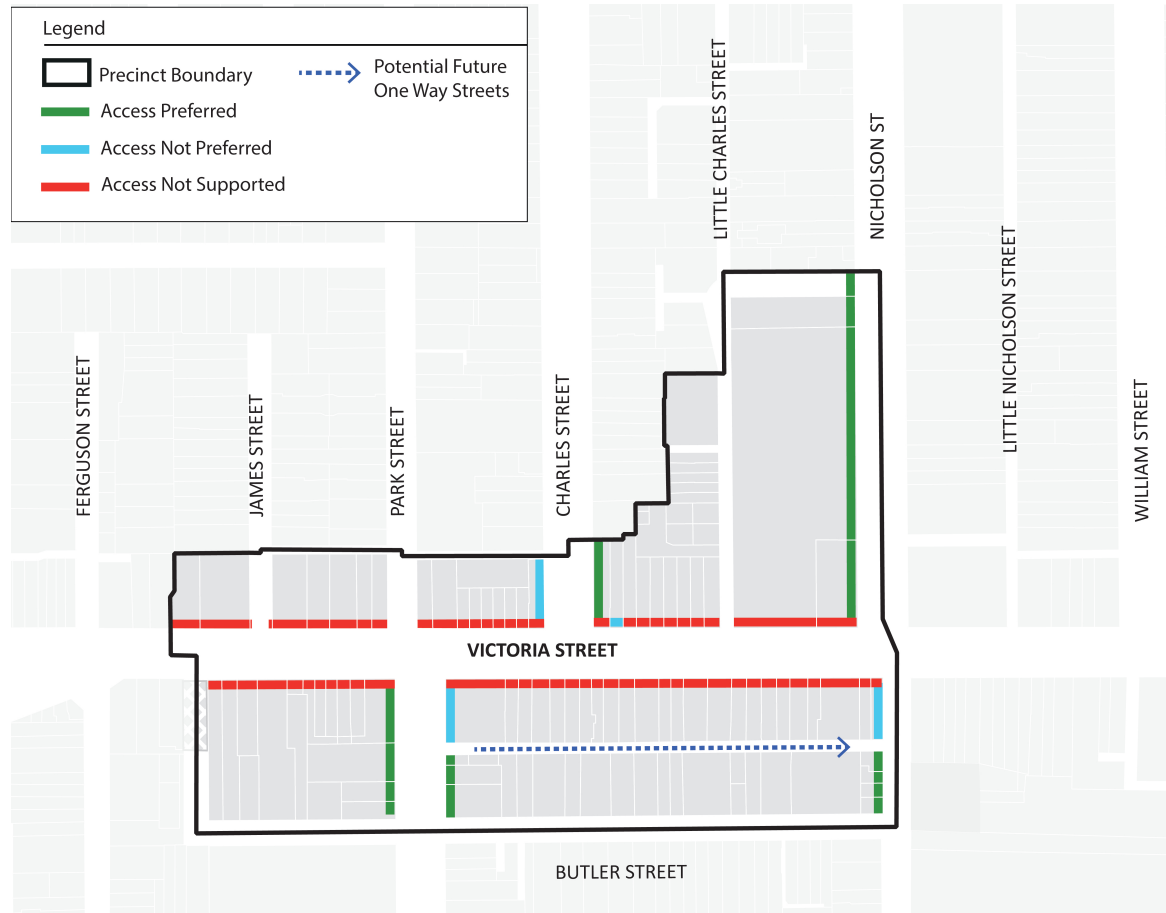 Legend
Precinct Boundary
Access Preferred
Access Not Preferred
Access Not Supported
Potential Future
One Way Streets
LITTLE CHARLES STREET
NICHOLSON ST
LITTLE NICHOLSON STREET
WILLIAM STREET
FERGUSON STREET
JAMES STREET
PARK STREET
CHARLES STREET
VICTORIA STREET
BUTLER STREET